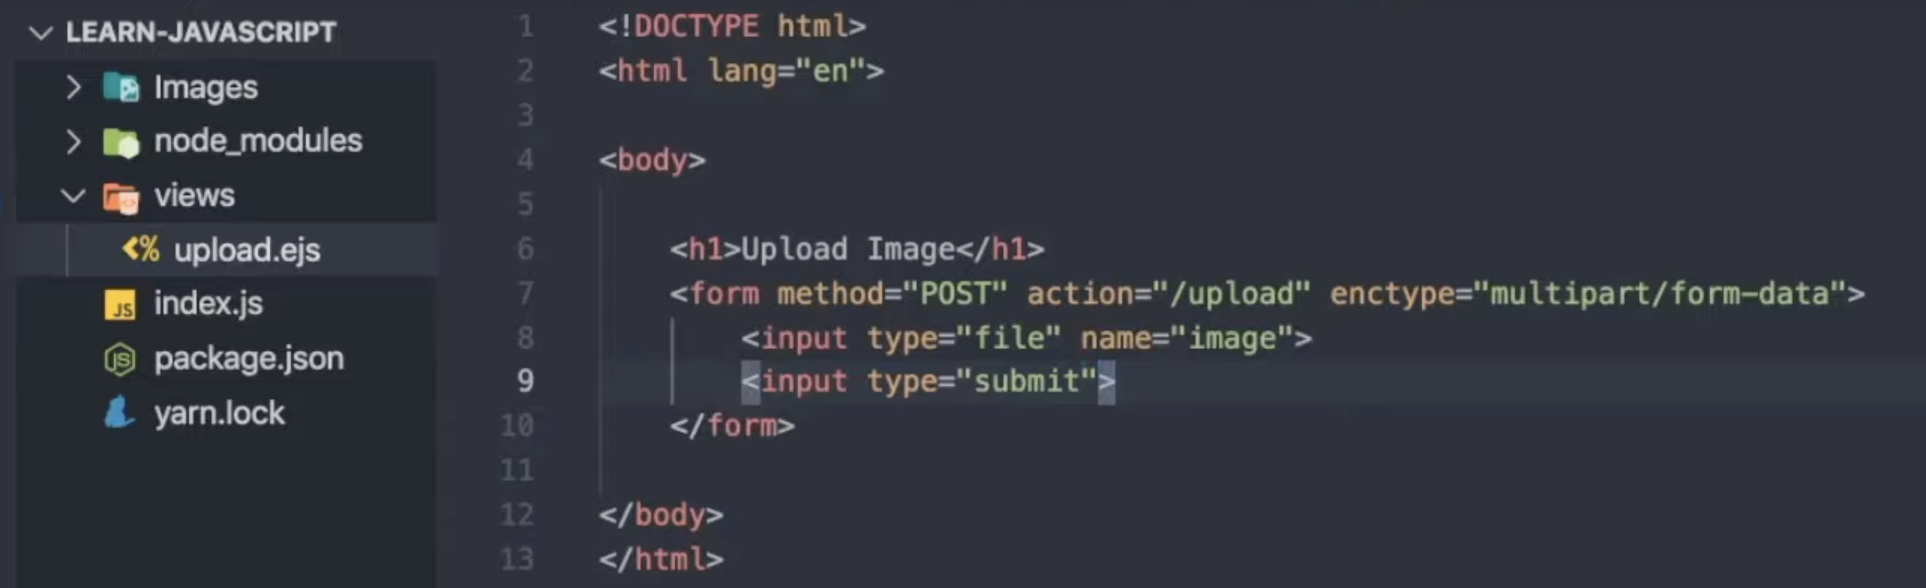 LEARN-JAVASCRIPT
Images
node_modules
views
upload.ejs
index.js
package.json
yarn.lock
1 <!DOCTYPE html>
2 <html lang="en">
3
4 <body>
5
6 <h1>Upload Image</h1>
7 <form method="POST" action="/upload" enctype="multipart/form-data">
8 <input type="file" name="image">
9 <input type="submit">
10 </form>
11
12 </body>
13 </html>